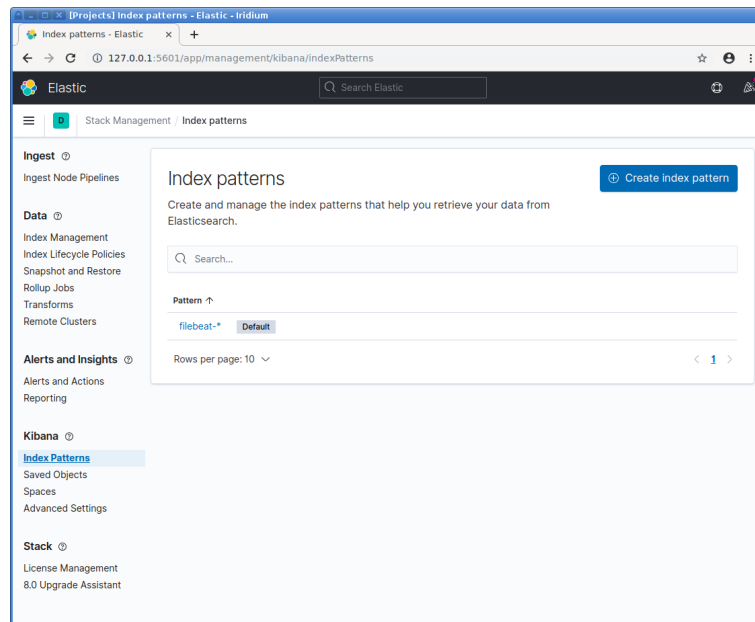 [Projects] Index patterns - Elastic - Iridium
Index patterns - Elastic
127.0.0.1:5601/app/management/kibana/indexPatterns
Elastic
Search Elastic
D
Stack Management / Index patterns
Ingest
Ingest Node Pipelines
Data
Index Management
Index Lifecycle Policies
Snapshot and Restore
Rollup Jobs
Transforms
Remote Clusters
Alerts and Insights
Alerts and Actions
Reporting
Kibana
Index Patterns
Saved Objects
Spaces
Advanced Settings
Stack
License Management
8.0 Upgrade Assistant
Index patterns
Create index pattern
Create and manage the index patterns that help you retrieve your data from
Elasticsearch.
Search...
Pattern
filebeat-* Default
Rows per page: 10
1